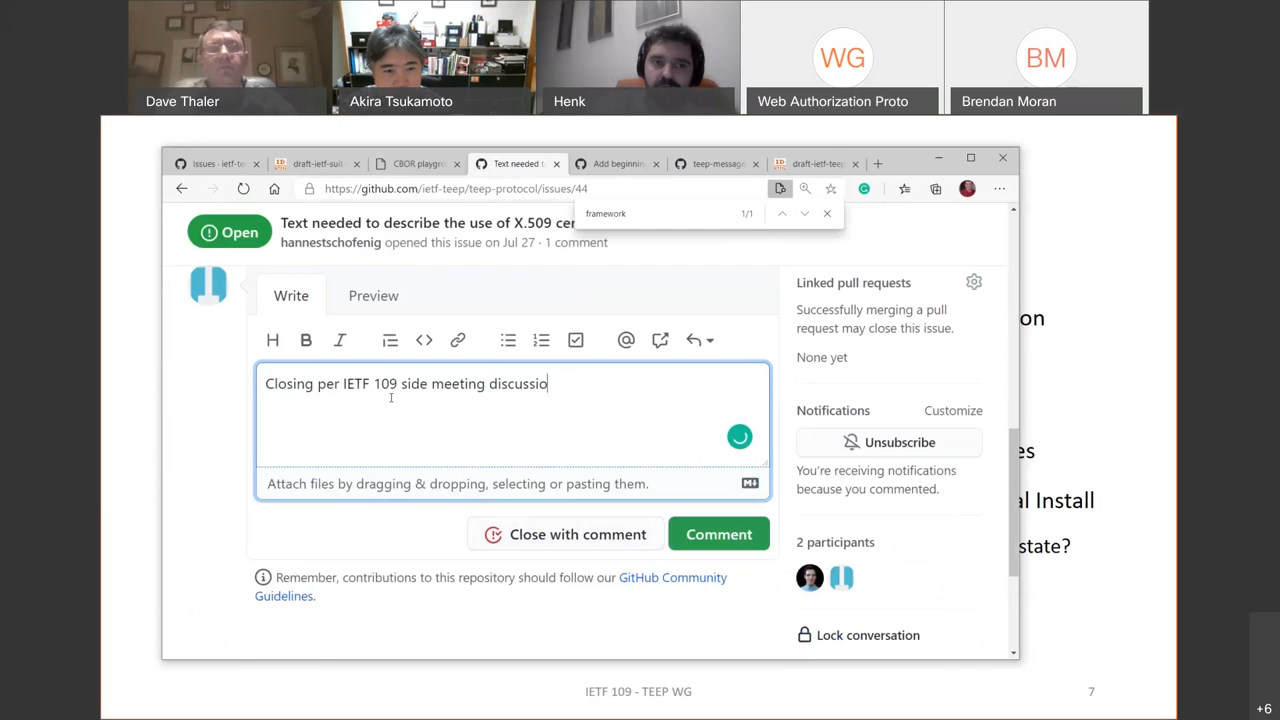 WG
BM
Dave Thaler
Akira Tsukamoto
Henk
Web Authorization Proto
Brendan Moran
Issues · ietf-te
draft-ietf-suit
CBOR playgro
Text needed t
Add beginnin
teep-message
draft-ietf-teep
https://github.com/ietf-teep/teep-protocol/issues/44
framework
1/1
Open
Text needed to describe the use of X.509 cer
hannestschofenig opened this issue on Jul 27 · 1 comment
Write
Preview
Closing per IETF 109 side meeting discussio
Attach files by dragging & dropping, selecting or pasting them.
Close with comment
Comment
Remember, contributions to this repository should follow our GitHub Community
Guidelines.
Linked pull requests
Successfully merging a pull
request may close this issue.
None yet
Notifications
Customize
Unsubscribe
You're receiving notifications
because you commented.
2 participants
Lock conversation
on
es
al Install
state?
IETF 109 - TEEP WG
7
+6